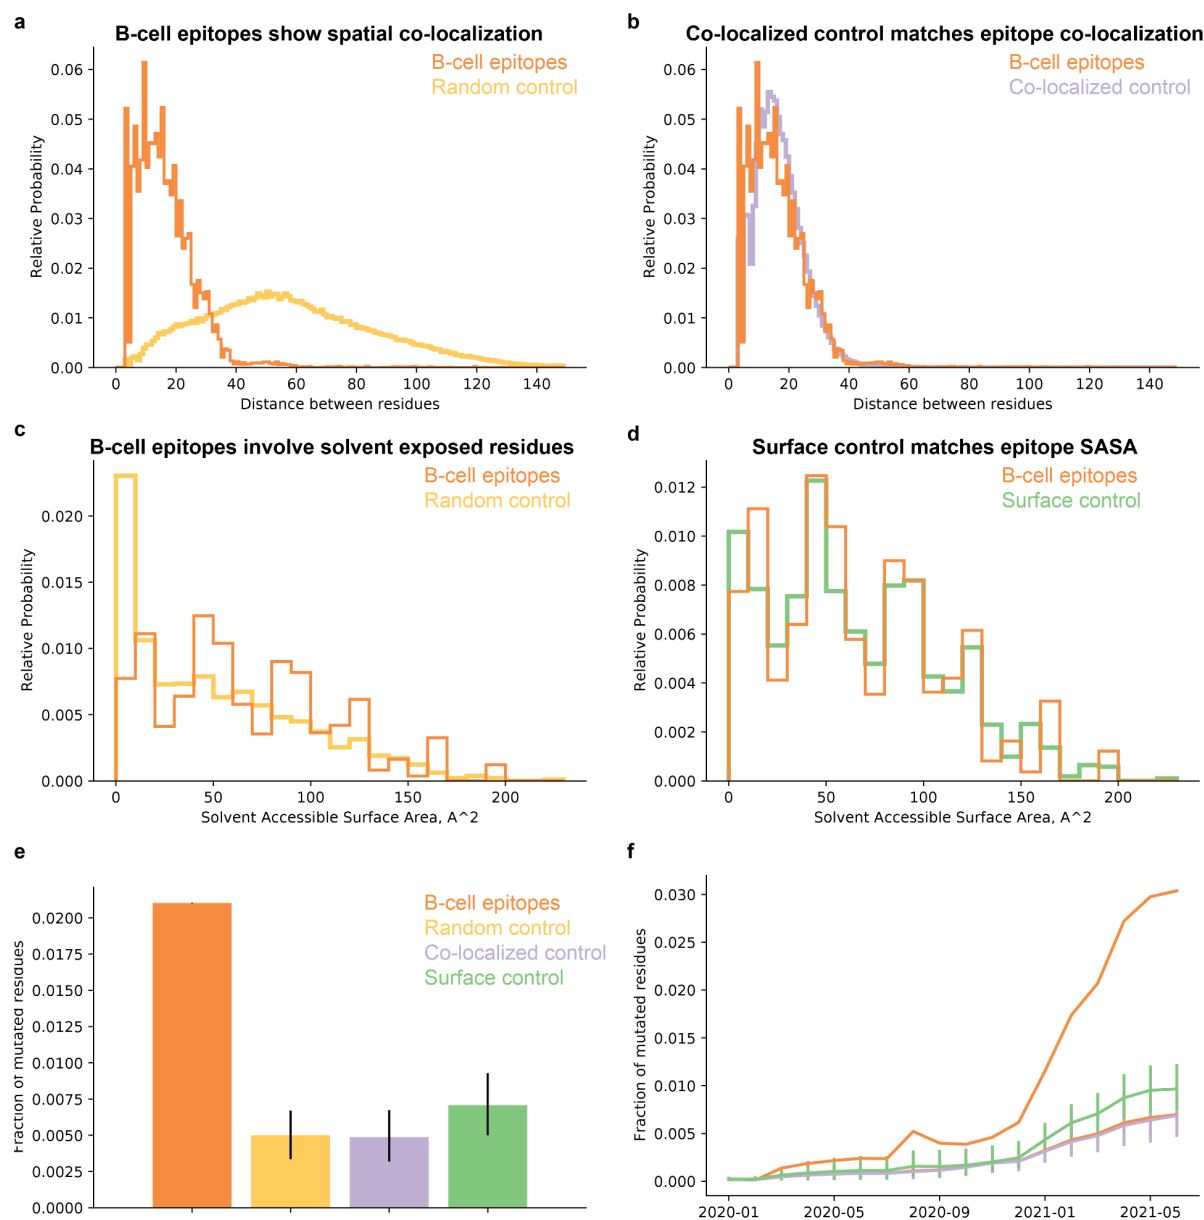 a
B-cell epitopes show spatial co-localization
B-cell epitopes
Random control
0.06
0.05
0.04
0.03
0.02
0.01
0.00
Relative Probability
0 20 40 60 80 100 120 140
Distance between residues
b
Co-localized control matches epitope co-localization
B-cell epitopes
Co-localized control
0.06
0.05
0.04
0.03
0.02
0.01
0.00
Relative Probability
0 20 40 60 80 100 120 140
Distance between residues
c
B-cell epitopes involve solvent exposed residues
B-cell epitopes
Random control
0.020
0.015
0.010
0.005
0.000
Relative Probability
0 50 100 150 200
Solvent Accessible Surface Area, A^2
d
Surface control matches epitope SASA
B-cell epitopes
Surface control
0.012
0.010
0.008
0.006
0.004
0.002
0.000
Relative Probability
0 50 100 150 200
Solvent Accessible Surface Area, A^2
e
B-cell epitopes
Random control
Co-localized control
Surface control
0.0200
0.0175
0.0150
0.0125
0.0100
0.0075
0.0050
0.0025
0.0000
Fraction of mutated residues
f
0.030
0.025
0.020
0.015
0.010
0.005
0.000
Fraction of mutated residues
2020-01 2020-05 2020-09 2021-01 2021-05